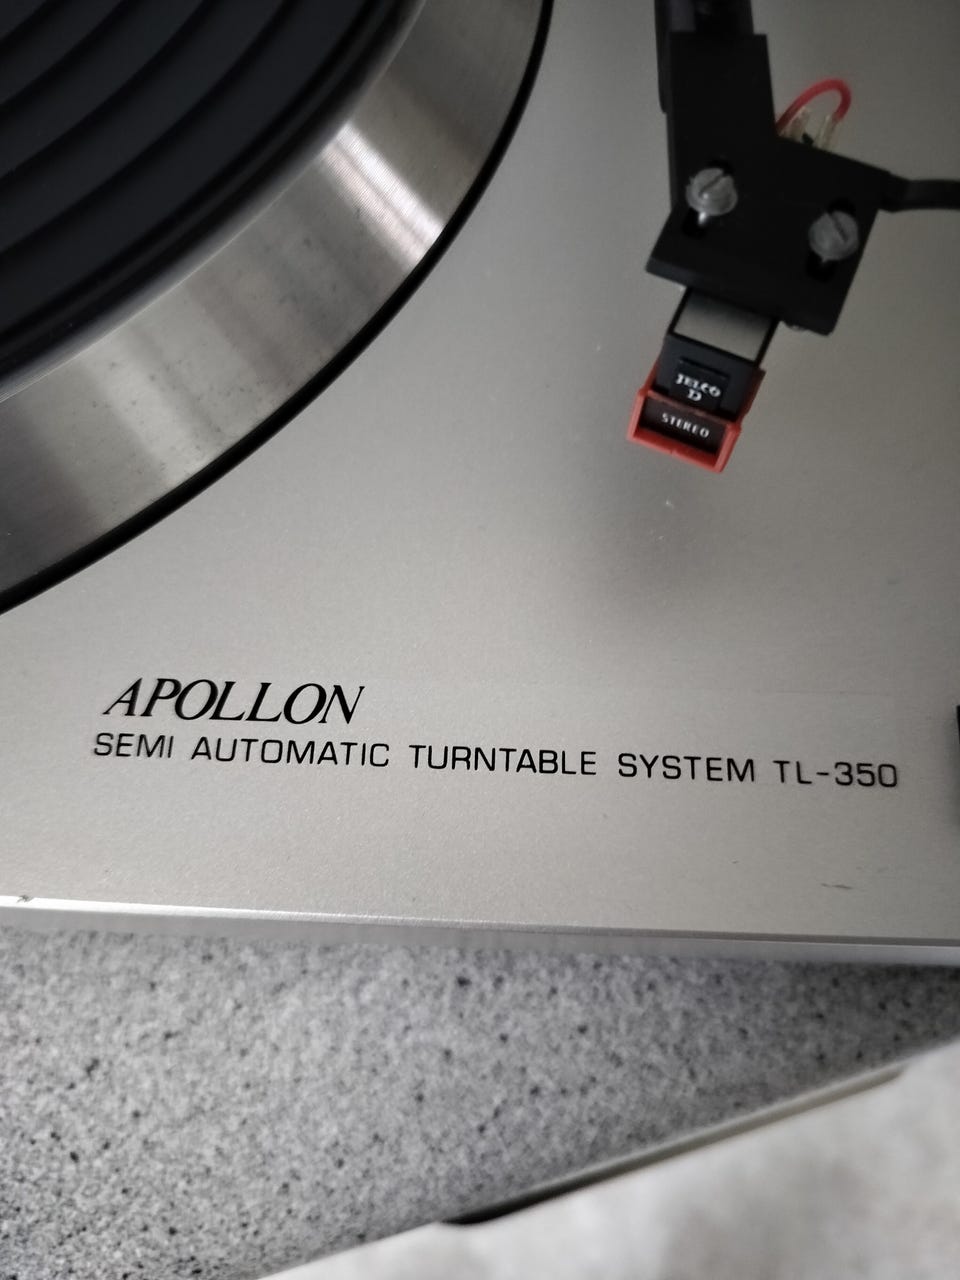 JELCO
D
STEREO
APOLLON
SEMI AUTOMATIC TURNTABLE SYSTEM TL-350